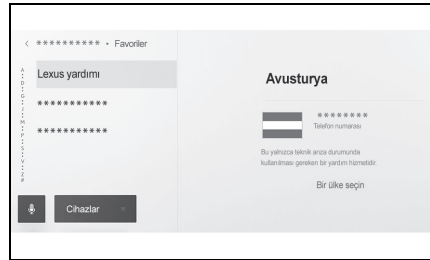 < ********** • Favoriler
A
D
G
J
M
P
S
V
Z
#
Lexus yardımı
***********
***********
Cihazlar
Avusturya
********
Telefon numarası
Bu yalnızca teknik arıza durumunda
kullanılması gereken bir yardım hizmetidir.
Bir ülke seçin